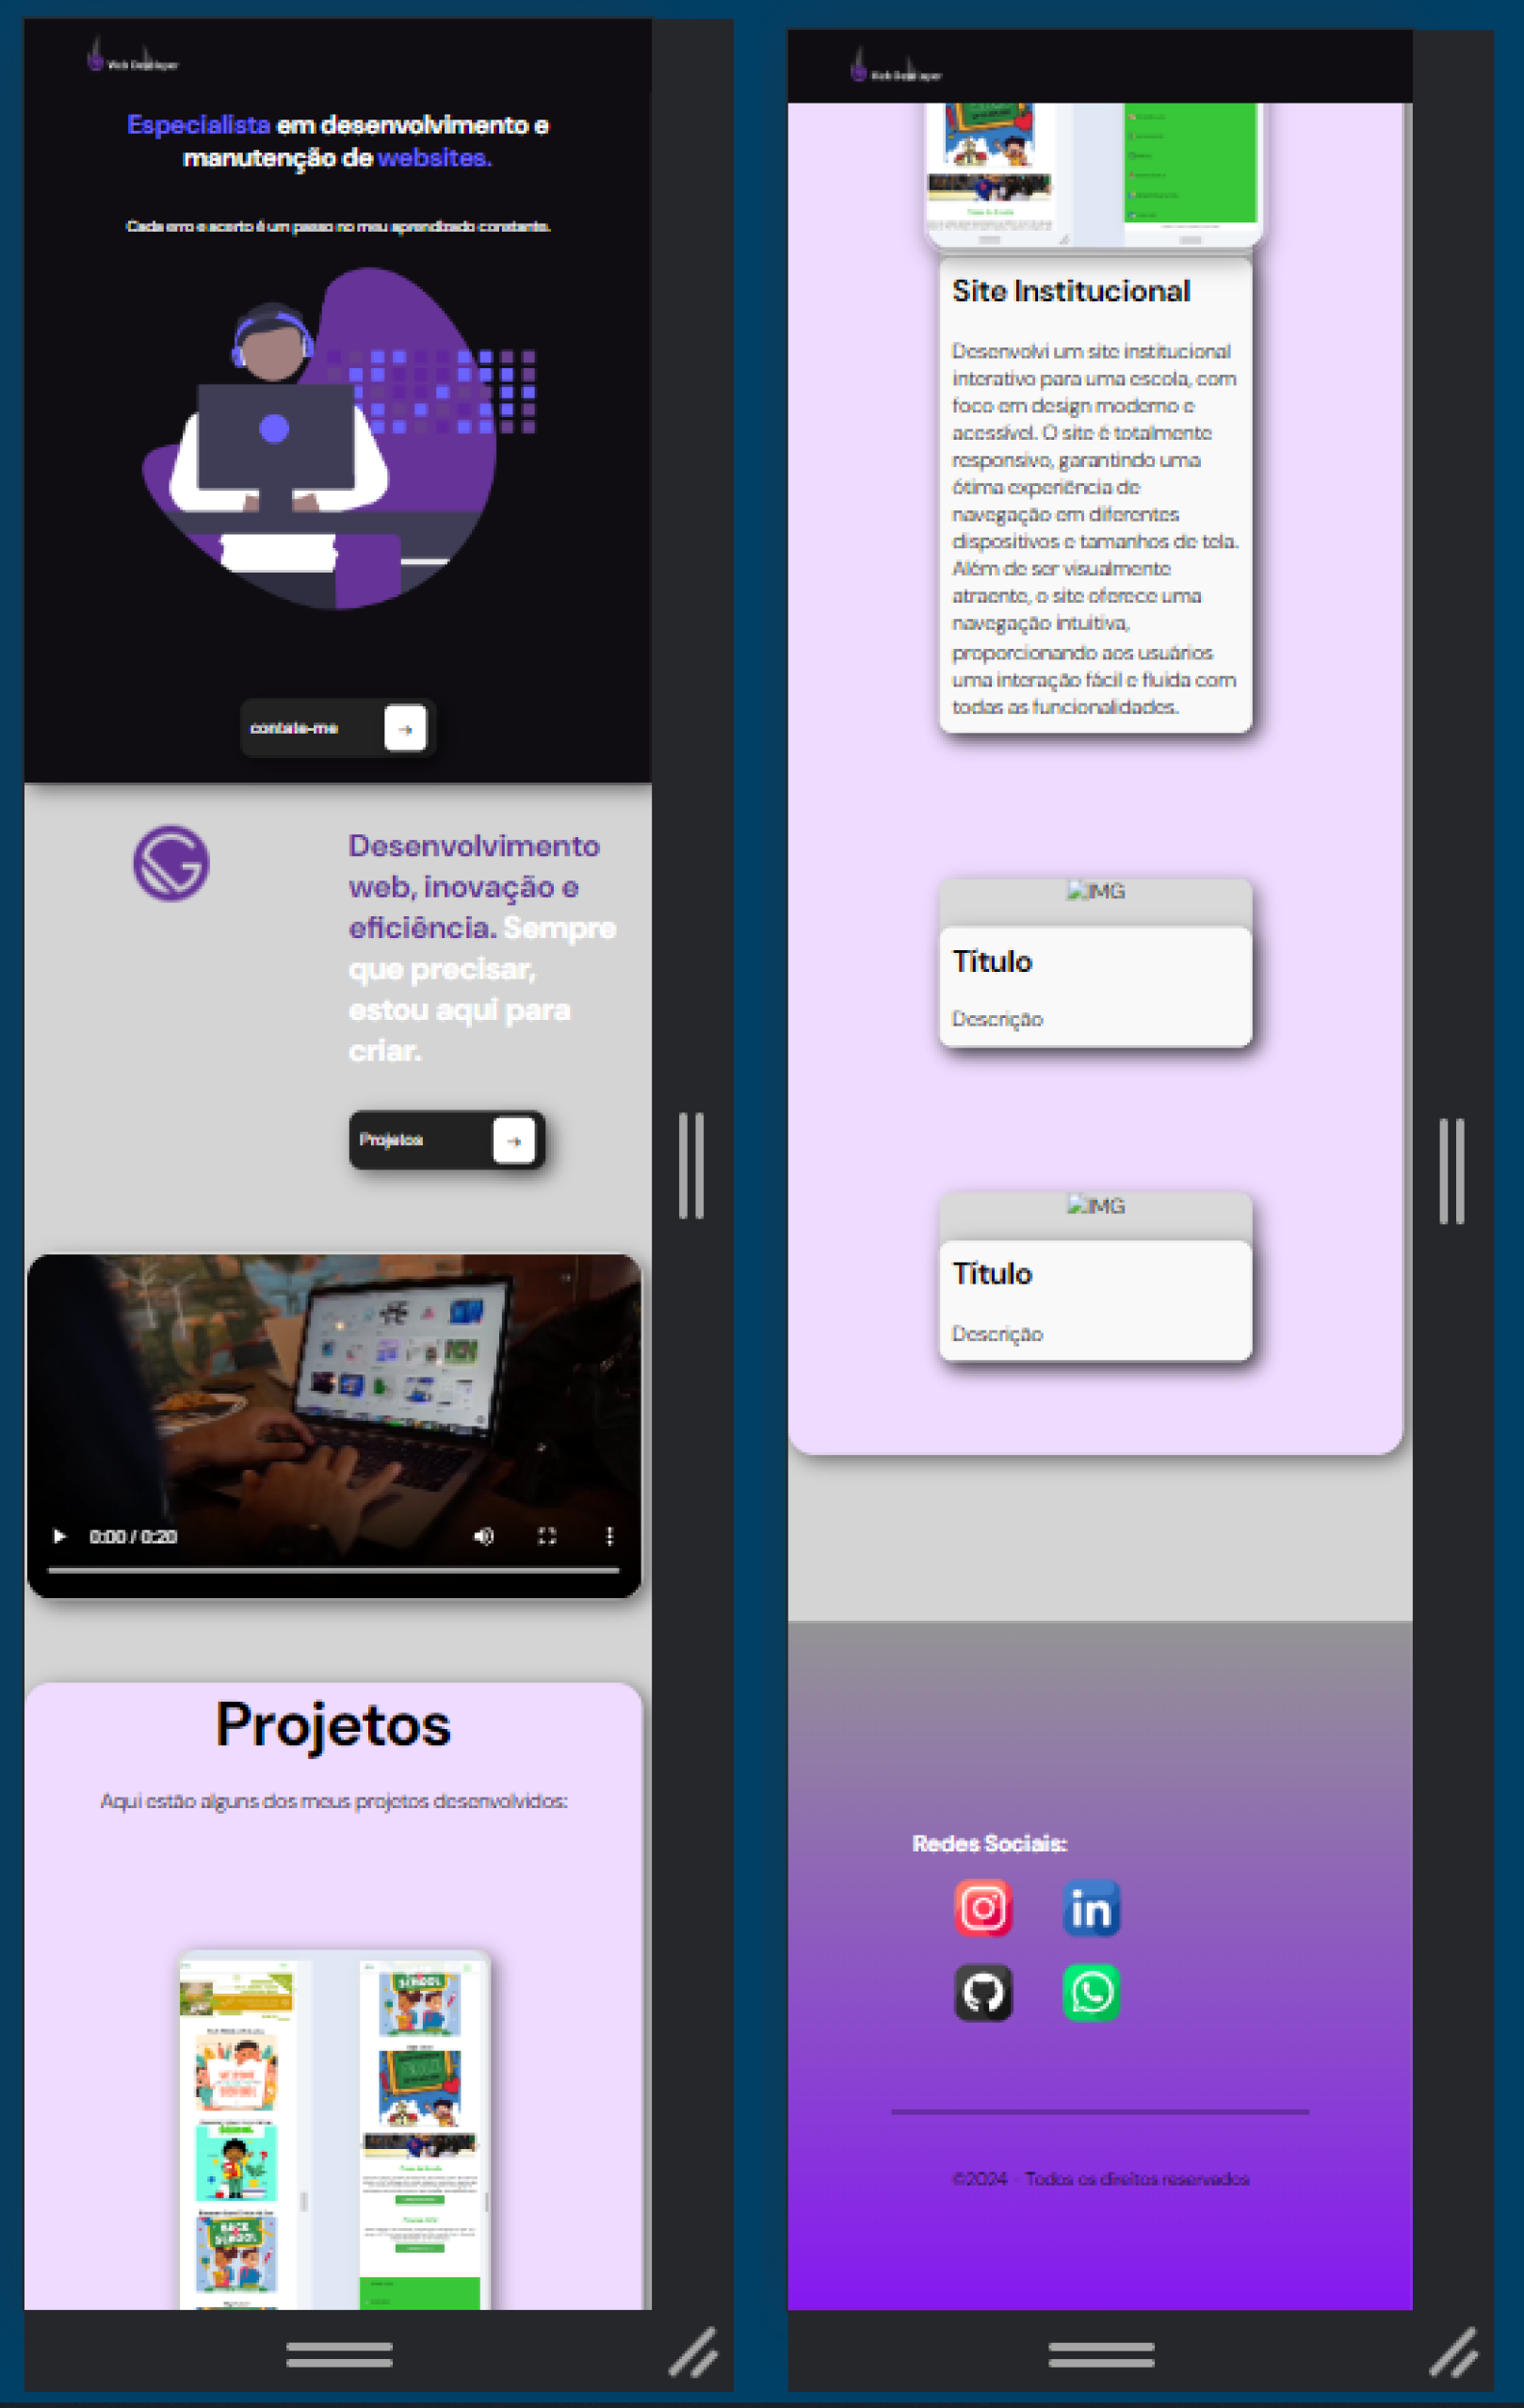 Web Developer
Especialista em desenvolvimento e
manutenção de websites.
Cada erro e acerto é um passo no meu aprendizado constante.
contate-me
Desenvolvimento
web, inovação e
eficiência. Sempre
que precisar,
estou aqui para
criar.
Projetos
0:00 / 0:20
Projetos
Aqui estão alguns dos meus projetos desenvolvidos:
SCHOOL
BACK
SCHOOL
Web Developer
Site Institucional
Desenvolvi um site institucional
interativo para uma escola, com
foco em design moderno e
acessível. O site é totalmente
responsivo, garantindo uma
ótima experiência de
navegação em diferentes
dispositivos e tamanhos de tela.
Além de ser visualmente
atraente, o site oferece uma
navegação intuitiva,
proporcionando aos usuários
uma interação fácil e fluida com
todas as funcionalidades.
IMG
Título
Descrição
IMG
Título
Descrição
Redes Sociais:
in
©2024 - Todos os direitos reservados